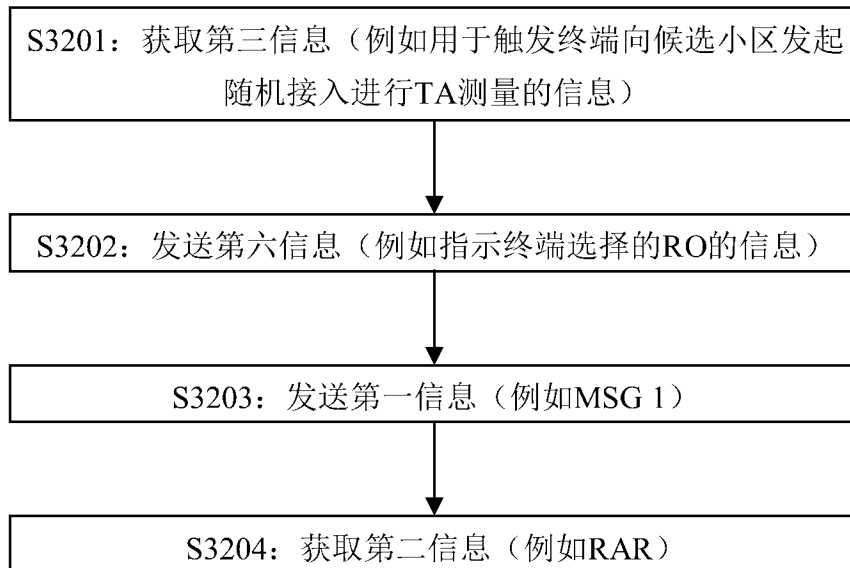 S3201：获取第三信息（例如用于触发终端向候选小区发起
随机接入进行TA测量的信息）
S3202：发送第六信息（例如指示终端选择的RO的信息）
S3203：发送第一信息（例如MSG 1）
S3204：获取第二信息（例如RAR）